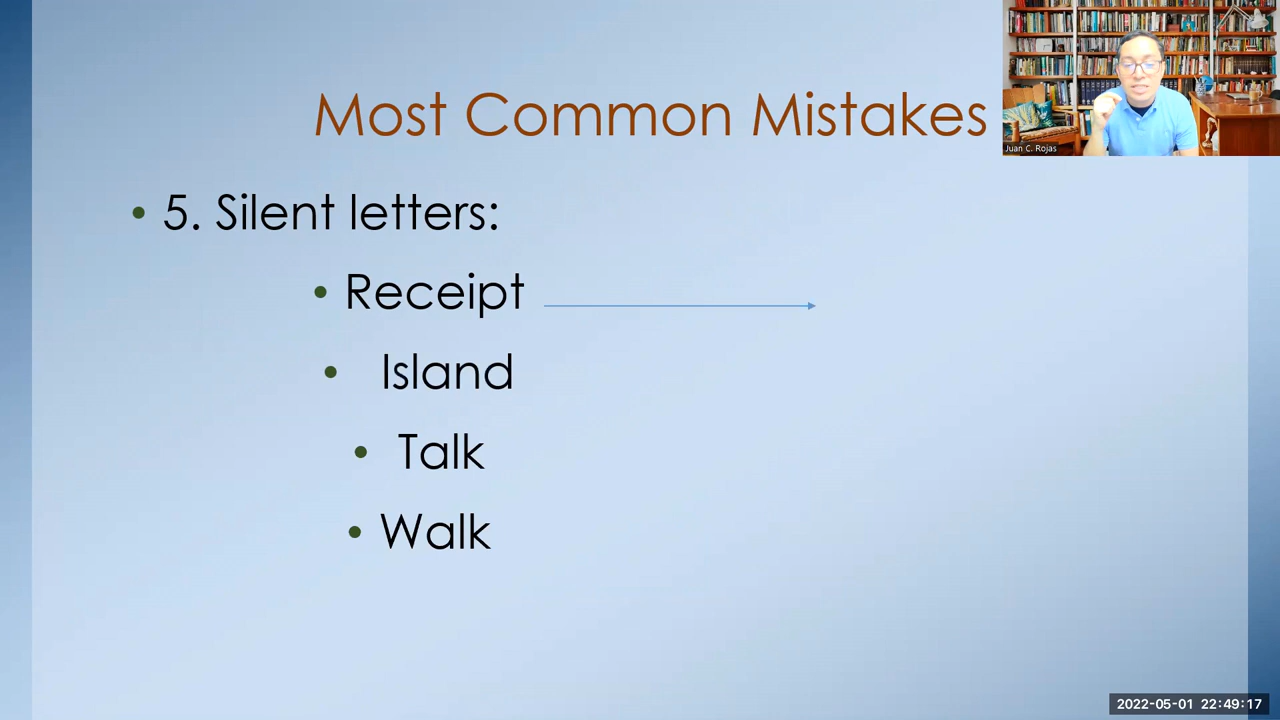 Most Common Mistakes
Juan C. Rojas
• 5. Silent letters:
• Receipt
• Island
• Talk
• Walk
2022-05-01 22:49:17